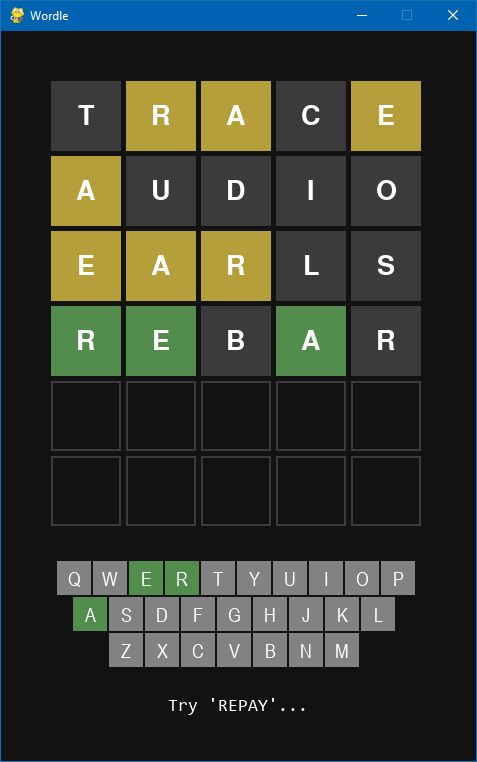 Wordle
T R A C E
A U D I O
E A R L S
R E B A R
Q W E R T Y U I O P
A S D F G H J K L
Z X C V B N M
Try 'REPAY'...